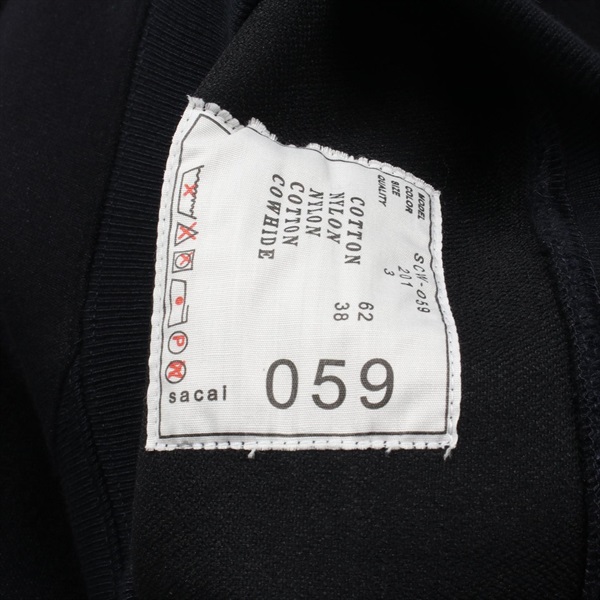 MODEL SCW-059
COLOR 201
SIZE 3
QUALITY
COTTON 62
NYLON 38
NYLON
COTTON
COWHIDE
P
W
sacai
059